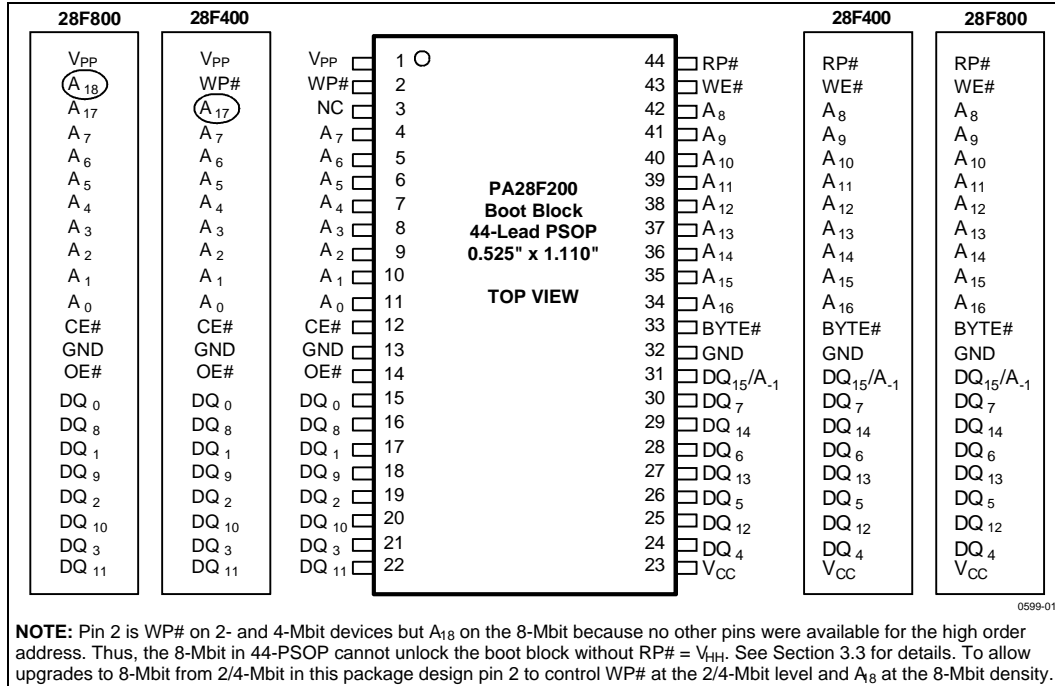 28F800 28F400 28F400 28F800
VPP VPP VPP 1 44 RP# RP# RP#
A18 WP# WP# 2 43 WE# WE# WE#
A17 A17 NC 3 42 A8 A8 A8
A7 A7 A7 4 41 A9 A9 A9
A6 A6 A6 5 40 A10 A10 A10
A5 A5 A5 6 39 A11 A11 A11
A4 A4 A4 7 38 A12 A12 A12
A3 A3 A3 8 37 A13 A13 A13
A2 A2 A2 9 36 A14 A14 A14
A1 A1 A1 10 35 A15 A15 A15
A0 A0 A0 11 34 A16 A16 A16
CE# CE# CE# 12 33 BYTE# BYTE# BYTE#
GND GND GND 13 32 GND GND GND
OE# OE# OE# 14 31 DQ15/A-1 DQ15/A-1 DQ15/A-1
DQ0 DQ0 DQ0 15 30 DQ7 DQ7 DQ7
DQ8 DQ8 DQ8 16 29 DQ14 DQ14 DQ14
DQ1 DQ1 DQ1 17 28 DQ6 DQ6 DQ6
DQ9 DQ9 DQ9 18 27 DQ13 DQ13 DQ13
DQ2 DQ2 DQ2 19 26 DQ5 DQ5 DQ5
DQ10 DQ10 DQ10 20 25 DQ12 DQ12 DQ12
DQ3 DQ3 DQ3 21 24 DQ4 DQ4 DQ4
DQ11 DQ11 DQ11 22 23 VCC VCC VCC
PA28F200
Boot Block
44-Lead PSOP
0.525" x 1.110"
TOP VIEW
0599-01
NOTE: Pin 2 is WP# on 2- and 4-Mbit devices but A18 on the 8-Mbit because no other pins were available for the high order
address. Thus, the 8-Mbit in 44-PSOP cannot unlock the boot block without RP# = VHH. See Section 3.3 for details. To allow
upgrades to 8-Mbit from 2/4-Mbit in this package design pin 2 to control WP# at the 2/4-Mbit level and A18 at the 8-Mbit density.